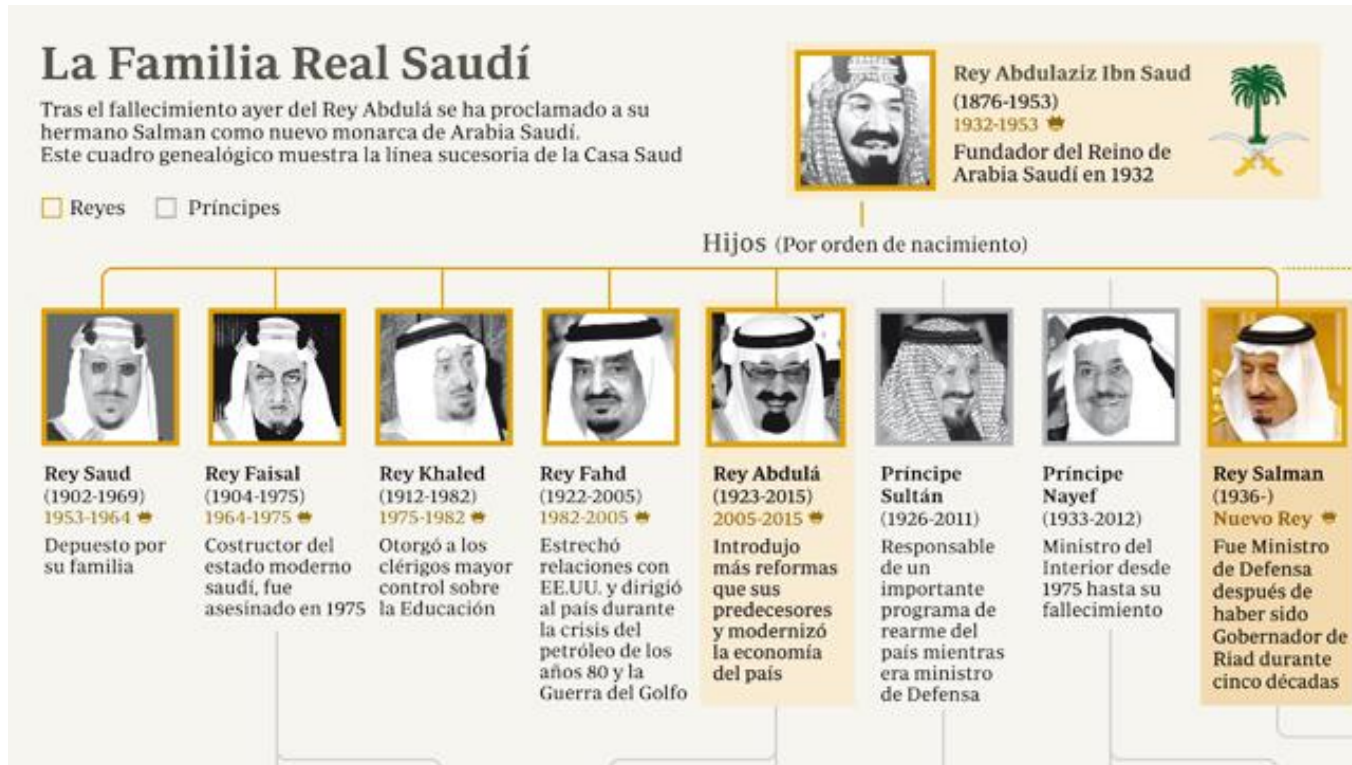 La Familia Real Saudí
Tras el fallecimiento ayer del Rey Abdulá se ha proclamado a su
hermano Salman como nuevo monarca de Arabia Saudí.
Este cuadro genealógico muestra la línea sucesoria de la Casa Saud
Reyes
Príncipes
Rey Abdulaziz Ibn Saud
(1876-1953)
1932-1953
Fundador del Reino de
Arabia Saudí en 1932
Hijos (Por orden de nacimiento)
Rey Saud
(1902-1969)
1953-1964
Depuesto por
su familia
Rey Faisal
(1904-1975)
1964-1975
Costructor del
estado moderno
saudí, fue
asesinado en 1975
Rey Khaled
(1912-1982)
1975-1982
Otorgó a los
clérigos mayor
control sobre
la Educación
Rey Fahd
(1922-2005)
1982-2005
Estrechó
relaciones con
EE.UU. y dirigió
al país durante
la crisis del
petróleo de los
años 80 y la
Guerra del Golfo
Rey Abdulá
(1923-2015)
2005-2015
Introdujo
más reformas
que sus
predecesores
y modernizó
la economía
del país
Príncipe
Sultán
(1926-2011)
Responsable
de un
importante
programa de
rearme del
país mientras
era ministro
de Defensa
Príncipe
Nayef
(1933-2012)
Ministro del
Interior desde
1975 hasta su
fallecimiento
Rey Salman
(1936-)
Nuevo Rey
Fue Ministro
de Defensa
después de
haber sido
Gobernador de
Riad durante
cinco décadas